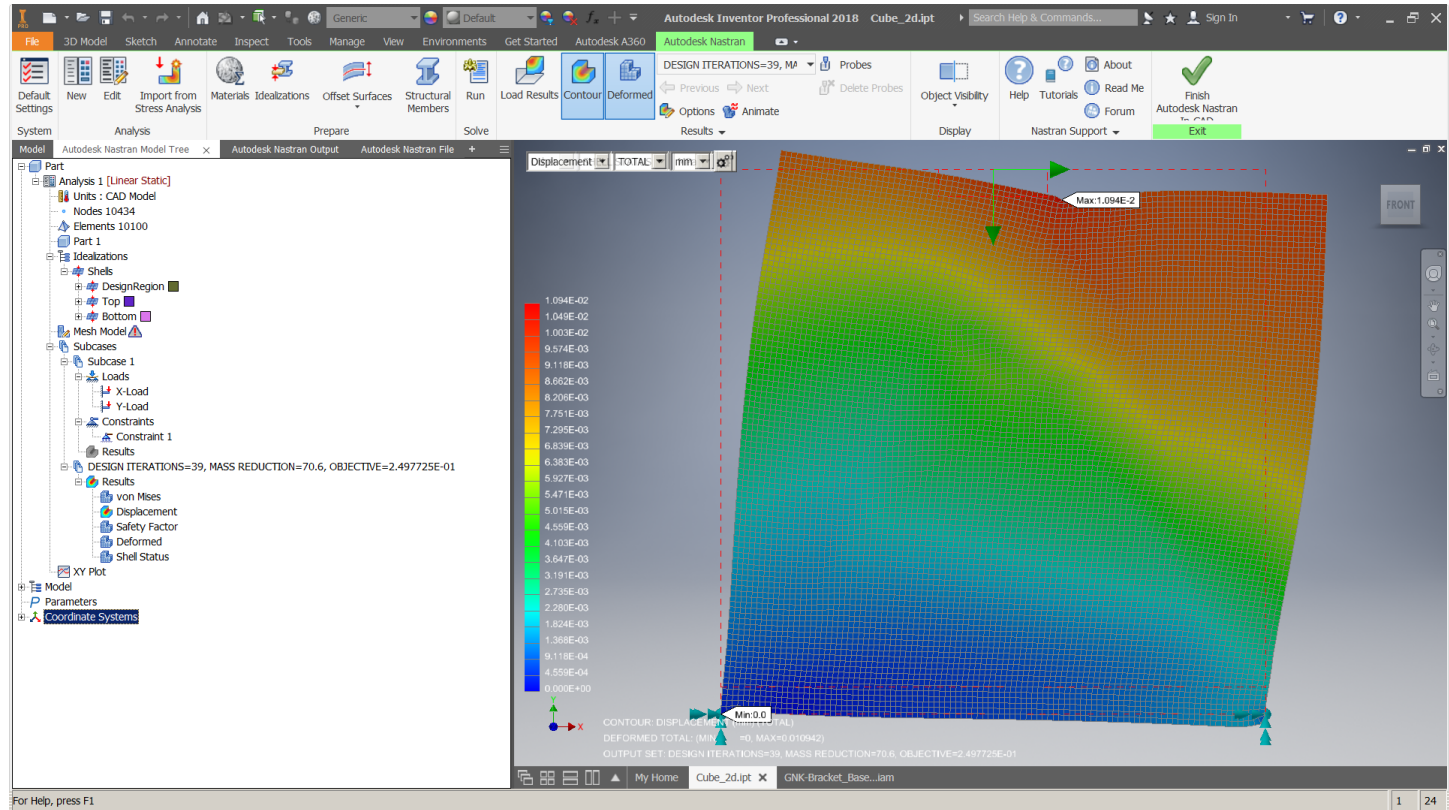 PRO
Generic
Default
Autodesk Inventor Professional 2018 Cube_2d.ipt
Search Help & Commands...
Sign In
File 3D Model Sketch Annotate Inspect Tools Manage View Environments Get Started Autodesk A360 Autodesk Nastran
Default Settings
New
Edit
Import from Stress Analysis
Materials
Idealizations
Offset Surfaces
Structural Members
Run
Load Results
Contour
Deformed
DESIGN ITERATIONS=39, MA
Previous Next
Options Animate
Probes
Delete Probes
Object Visibility
Help
Tutorials
About
Read Me
Forum
Finish Autodesk Nastran In-CAD
System Analysis Prepare Solve Results Display Nastran Support Exit
Model Autodesk Nastran Model Tree x Autodesk Nastran Output Autodesk Nastran File +
Part
Analysis 1 [Linear Static]
Units : CAD Model
Nodes 10434
Elements 10100
Part 1
Idealizations
Shells
DesignRegion
Top
Bottom
Mesh Model
Subcases
Subcase 1
Loads
X-Load
Y-Load
Constraints
Constraint 1
Results
DESIGN ITERATIONS=39, MASS REDUCTION=70.6, OBJECTIVE=2.497725E-01
Results
von Mises
Displacement
Safety Factor
Deformed
Shell Status
XY Plot
Model
Parameters
Coordinate Systems
Displacement TOTAL mm
Max:1.094E-2
FRONT
1.094E-02
1.049E-02
1.003E-02
9.574E-03
9.118E-03
8.662E-03
8.206E-03
7.751E-03
7.295E-03
6.839E-03
6.383E-03
5.927E-03
5.471E-03
5.015E-03
4.559E-03
4.103E-03
3.647E-03
3.191E-03
2.735E-03
2.280E-03
1.824E-03
1.368E-03
9.118E-04
4.559E-04
0.000E+00
Y
X
Min:0.0
CONTOUR: DISPLACEMENT TOTAL)
DEFORMED TOTAL: (MIN =0, MAX=0.010942)
OUTPUT SET: DESIGN ITERATIONS=39, MASS REDUCTION=70.6, OBJECTIVE=2.497725E-01
My Home Cube_2d.ipt GNK-Bracket_Base...iam
For Help, press F1
1 24